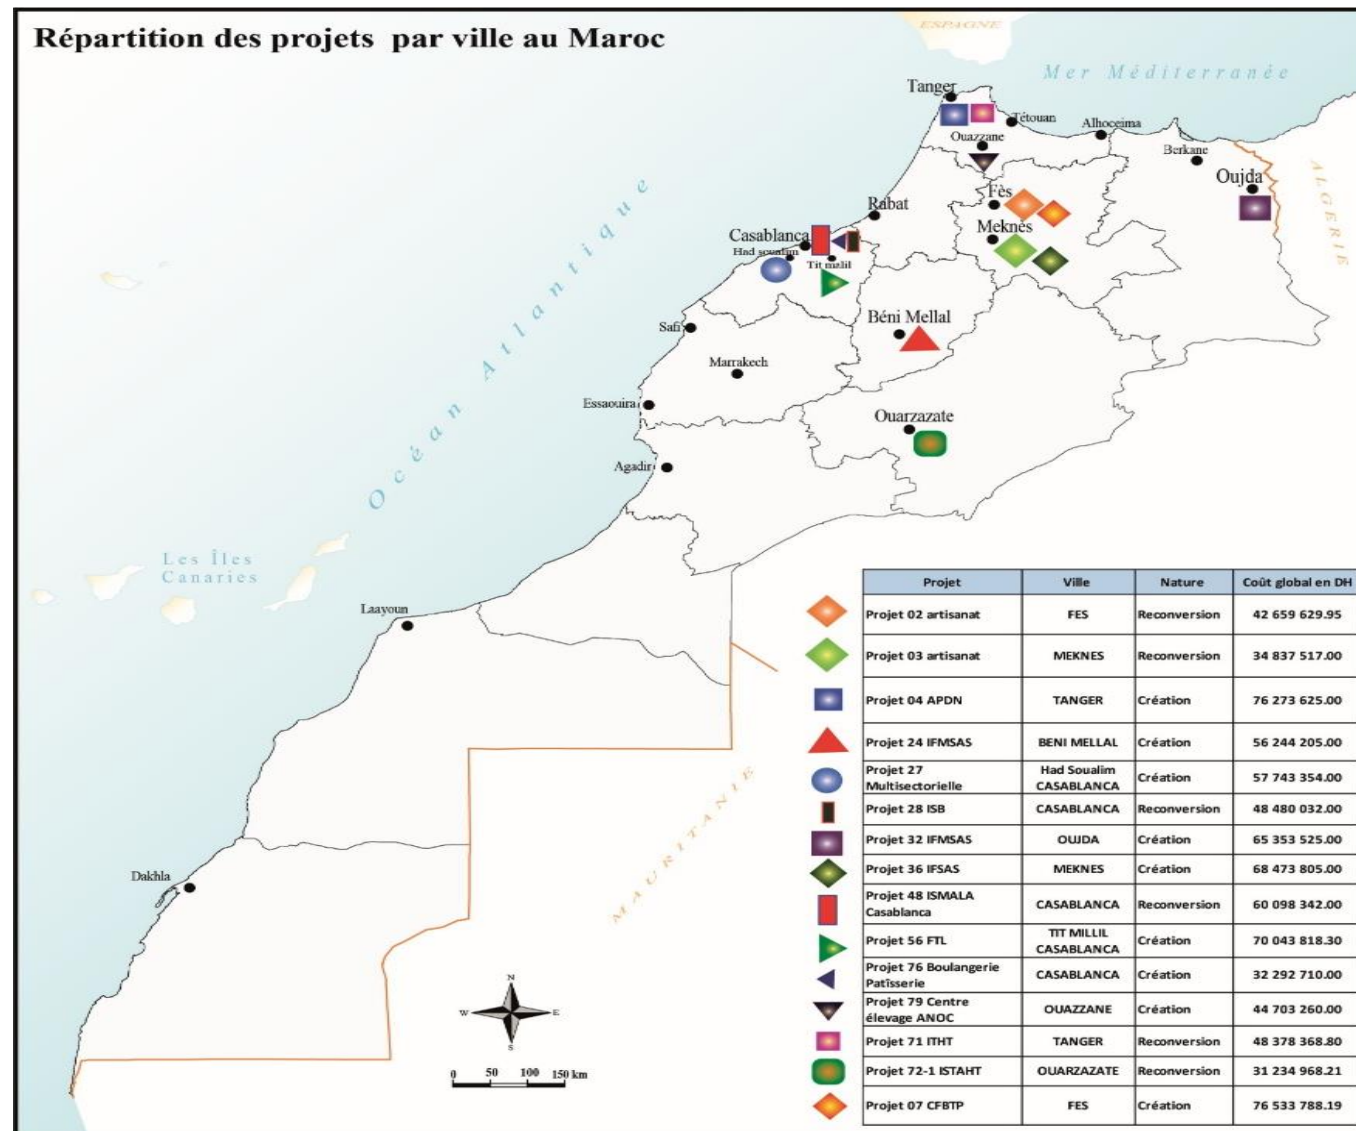 Répartition des projets par ville au Maroc
ESPAGNE
Mer Méditerranée
Tanger
Tétouan
Alhoceima
Ouazzane
Berkane
Oujda
ALGERIE
Fès
Rabat
Meknès
Casablanca
Had soualim
Tit malil
Océan Atlantique
Béni Mellal
Safi
Marrakech
Essaouira
Ouarzazate
Agadir
Les Îles
Canaries
Laayoun
Dakhla
MAURITANIE
N
W E
S
0 50 100 150 km
Projet Ville Nature Coût global en DH
Projet 02 artisanat FES Reconversion 42 659 629.95
Projet 03 artisanat MEKNES Reconversion 34 837 517.00
Projet 04 APDN TANGER Création 76 273 625.00
Projet 24 IFMSAS BENI MELLAL Création 56 244 205.00
Projet 27 Had Soualim
Multisectorielle CASABLANCA Création 57 743 354.00
Projet 28 ISB CASABLANCA Reconversion 48 480 032.00
Projet 32 IFMSAS OUJDA Création 65 353 525.00
Projet 36 IFSAS MEKNES Création 68 473 805.00
Projet 48 ISMALA
Casablanca CASABLANCA Reconversion 60 098 342.00
Projet 56 FTL TIT MILLIL
CASABLANCA Création 70 043 818.30
Projet 76 Boulangerie
Patîsserie CASABLANCA Création 32 292 710.00
Projet 79 Centre
élevage ANOC OUAZZANE Création 44 703 260.00
Projet 71 ITHT TANGER Reconversion 48 378 368.80
Projet 72-1 ISTAHT OUARZAZATE Reconversion 31 234 968.21
Projet 07 CFBTP FES Création 76 533 788.19